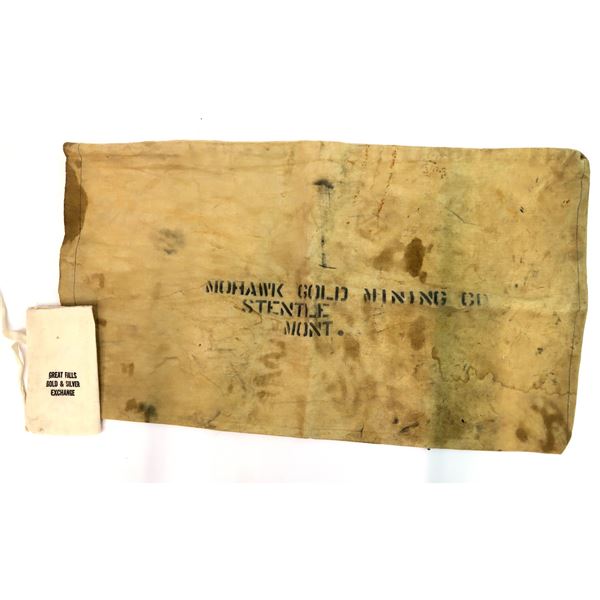 MOHAWK GOLD MINING CO
STENTLE
MONT.
GREAT FALLS
GOLD & SILVER
EXCHANGE